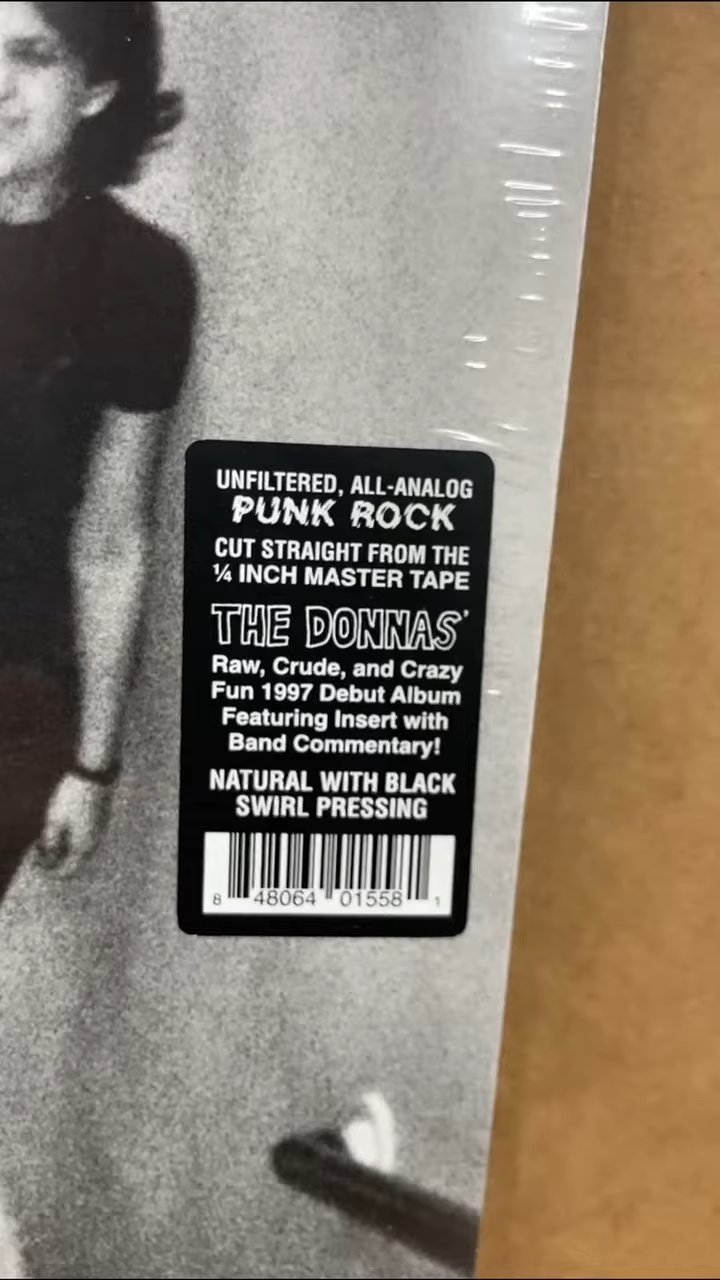 UNFILTERED, ALL-ANALOG
PUNK ROCK
CUT STRAIGHT FROM THE
¼ INCH MASTER TAPE
THE DONNAS'
Raw, Crude, and Crazy
Fun 1997 Debut Album
Featuring Insert with
Band Commentary!
NATURAL WITH BLACK
SWIRL PRESSING
8 48064 01558 1